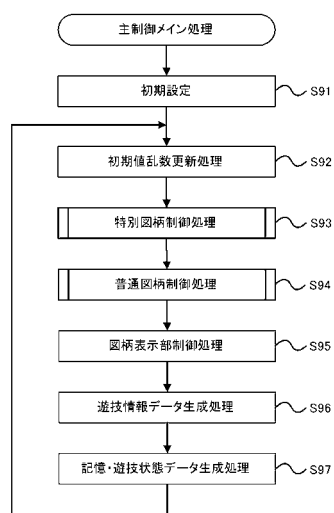 主制御メイン処理
初期設定
S91
初期値乱数更新処理
S92
特別図柄制御処理
S93
普通図柄制御処理
S94
図柄表示部制御処理
S95
遊技情報データ生成処理
S96
記憶・遊技状態データ生成処理
S97